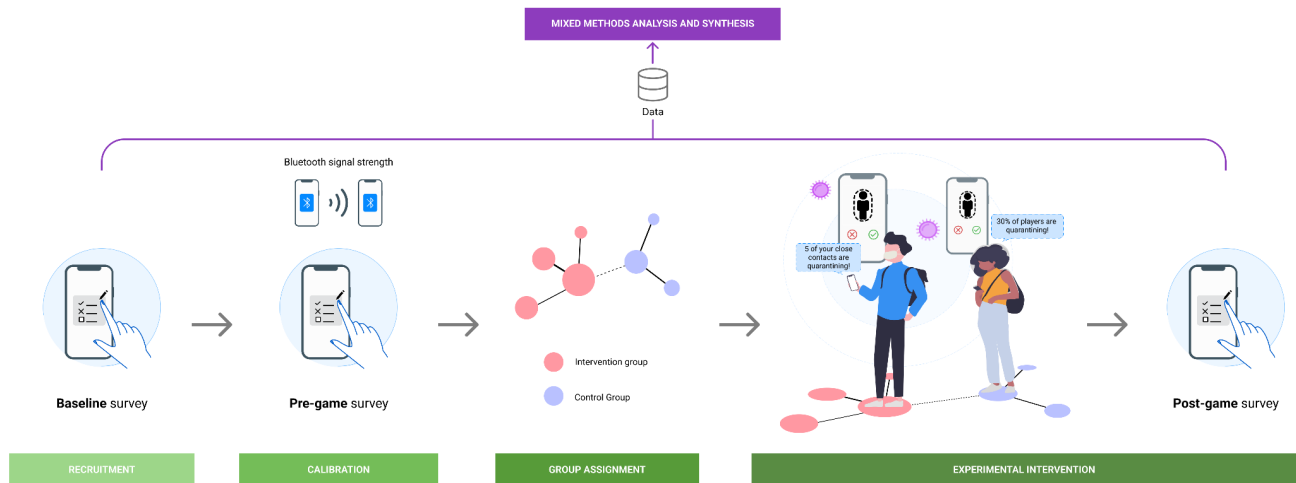 MIXED METHODS ANALYSIS AND SYNTHESIS
Data
Bluetooth signal strength
5 of your close
contacts are
quarantining!
30% of players are
quarantining!
Intervention group
Control Group
Baseline survey
Pre-game survey
Post-game survey
RECRUITMENT
CALIBRATION
GROUP ASSIGNMENT
EXPERIMENTAL INTERVENTION